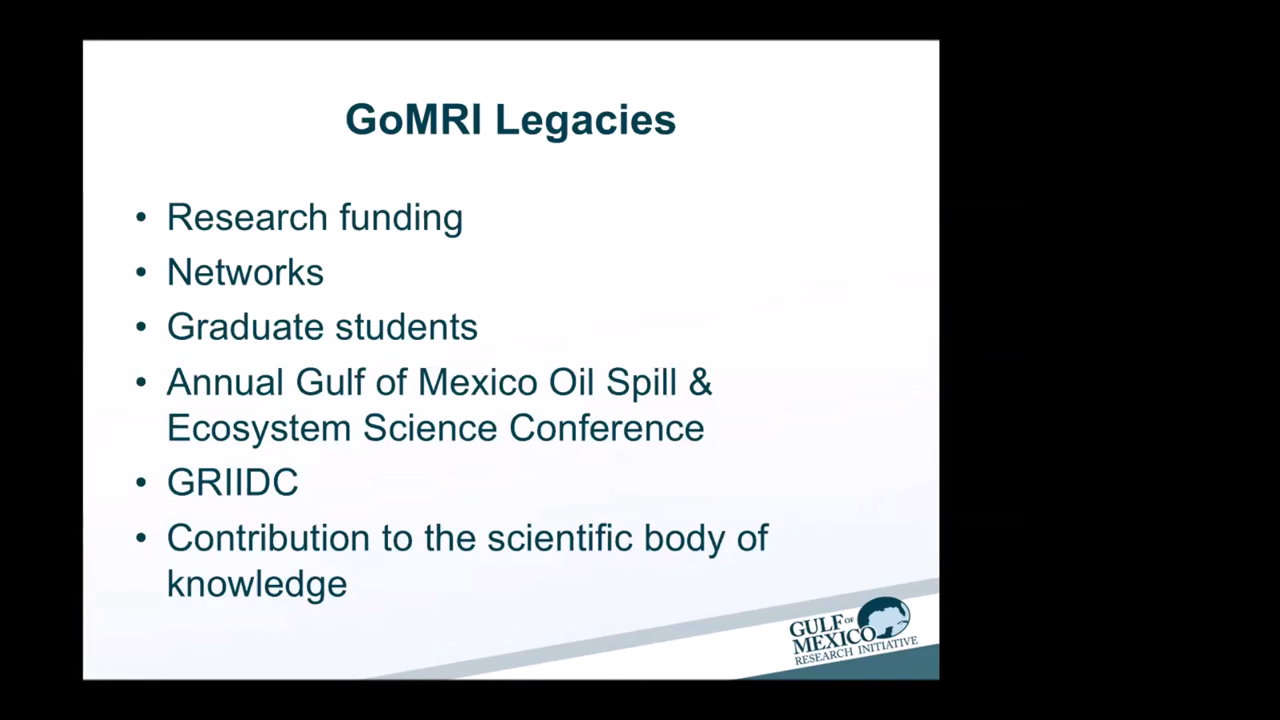 GoMRI Legacies
• Research funding
• Networks
• Graduate students
• Annual Gulf of Mexico Oil Spill &
Ecosystem Science Conference
• GRIIDC
• Contribution to the scientific body of
knowledge
GULF OF
MEXICO
RESEARCH INITIATIVE